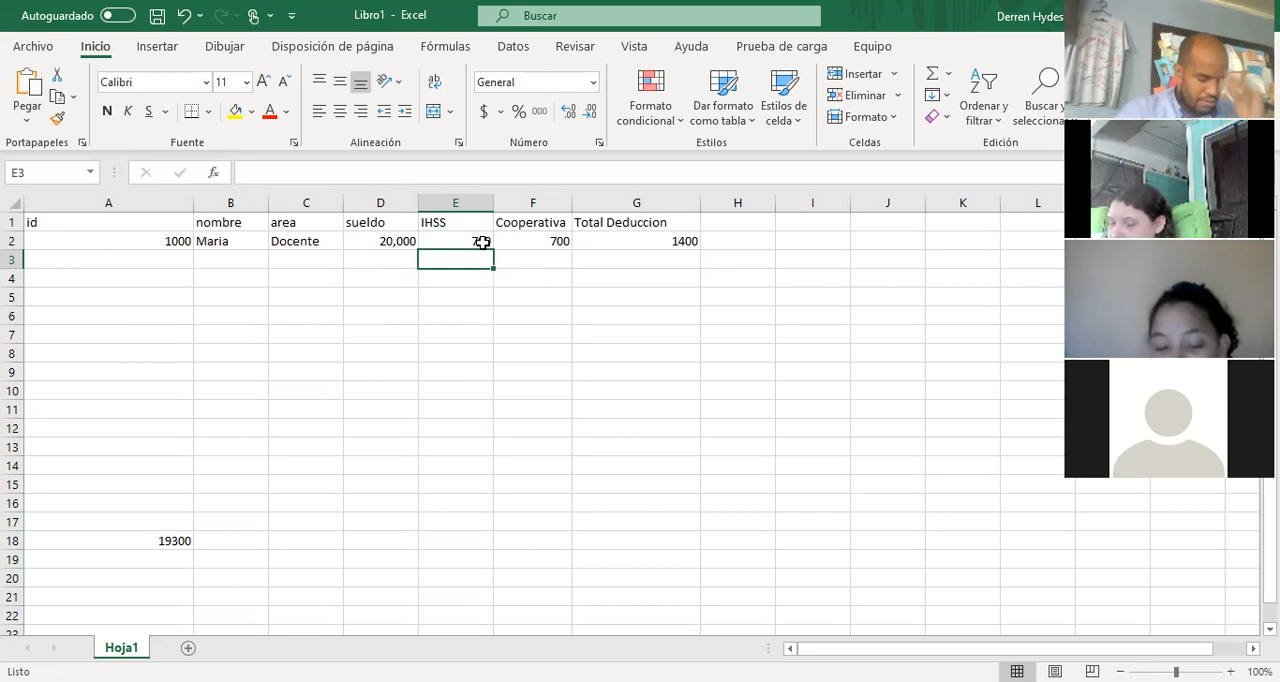 Autoguardado
Libro1 - Excel
Buscar
Derren Hydes
Archivo Inicio Insertar Dibujar Disposición de página Fórmulas Datos Revisar Vista Ayuda Prueba de carga Equipo
Pegar
Portapapeles
Calibri 11
N K S
Fuente
Alineación
General
$ % 000
Número
Formato condicional
Dar formato como tabla
Estilos de celda
Estilos
Insertar
Eliminar
Formato
Celdas
Ordenar y filtrar
Buscar y selecciona
Edición
E3 fx
A B C D E F G H I J K L
1 id nombre area sueldo IHSS Cooperativa Total Deduccion
2 1000 Maria Docente 20,000 700 1400
3
4
5
6
7
8
9
10
11
12
13
14
15
16
17
18 19300
19
20
21
22
23
Hoja1
Listo
100%